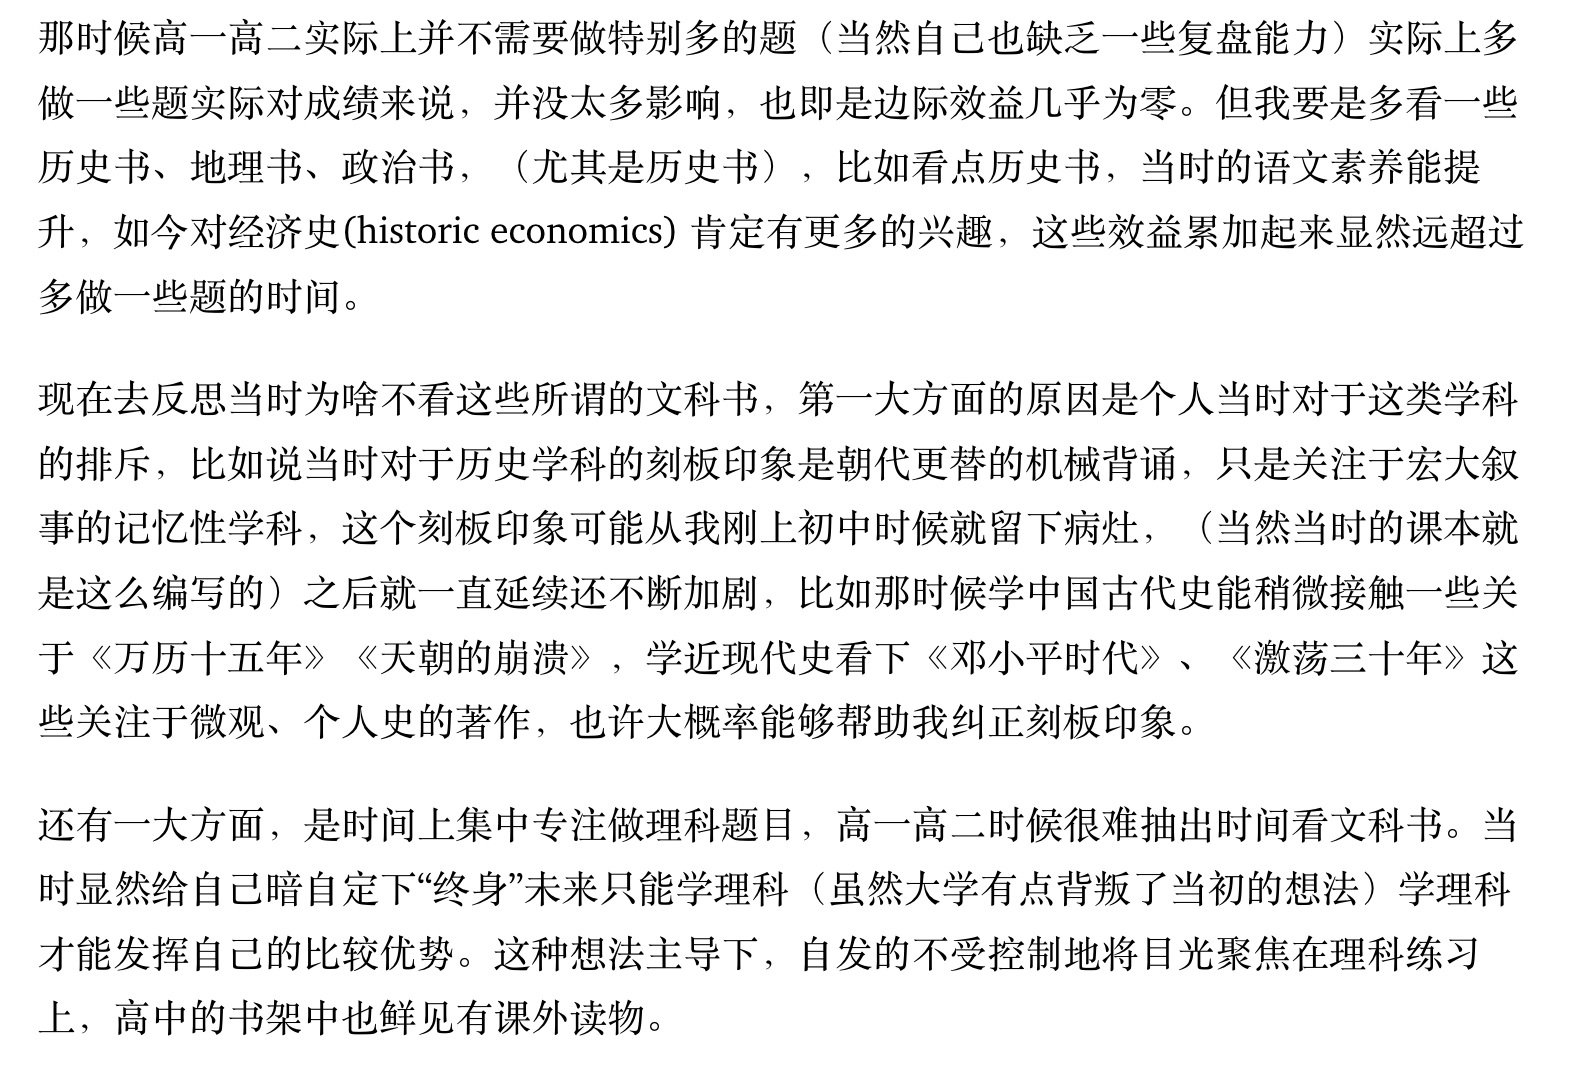 那时候高一高二实际上并不需要做特别多的题（当然自己也缺乏一些复盘能力）实际上多
做一些题实际对成绩来说，并没太多影响，也即是边际效益几乎为零。但我要是多看一些
历史书、地理书、政治书，（尤其是历史书），比如看点历史书，当时的语文素养能提
升，如今对经济史(historic economics) 肯定有更多的兴趣，这些效益累加起来显然远超过
多做一些题的时间。
现在去反思当时为啥不看这些所谓的文科书，第一大方面的原因是个人当时对于这类学科
的排斥，比如说当时对于历史学科的刻板印象是朝代更替的机械背诵，只是关注于宏大叙
事的记忆性学科，这个刻板印象可能从我刚上初中时候就留下病灶，（当然当时的课本就
是这么编写的）之后就一直延续还不断加剧，比如那时候学中国古代史能稍微接触一些关
于《万历十五年》《天朝的崩溃》，学近现代史看下《邓小平时代》、《激荡三十年》这
些关注于微观、个人史的著作，也许大概率能够帮助我纠正刻板印象。
还有一大方面，是时间上集中专注做理科题目，高一高二时候很难抽出时间看文科书。当
时显然给自己暗自定下“终身”未来只能学理科（虽然大学有点背叛了当初的想法）学理科
才能发挥自己的比较优势。这种想法主导下，自发的不受控制地将目光聚焦在理科练习
上，高中的书架中也鲜见有课外读物。